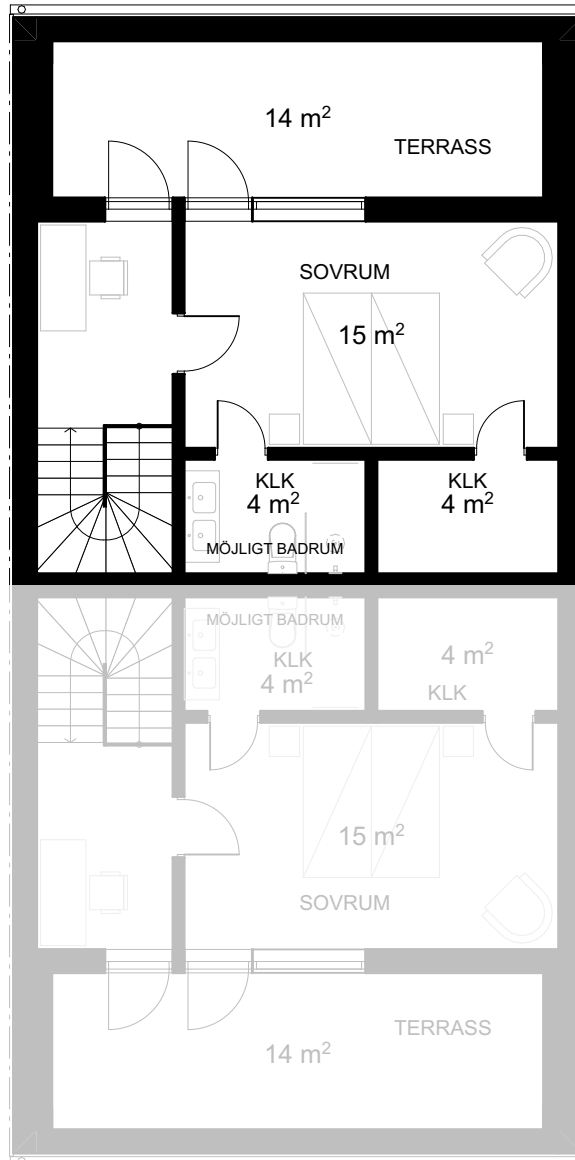 14 m²
TERRASS
SOVRUM
15 m²
KLK
4 m²
KLK
4 m²
MÖJLIGT BADRUM
MÖJLIGT BADRUM
KLK
4 m²
4 m²
KLK
15 m²
SOVRUM
TERRASS
14 m²